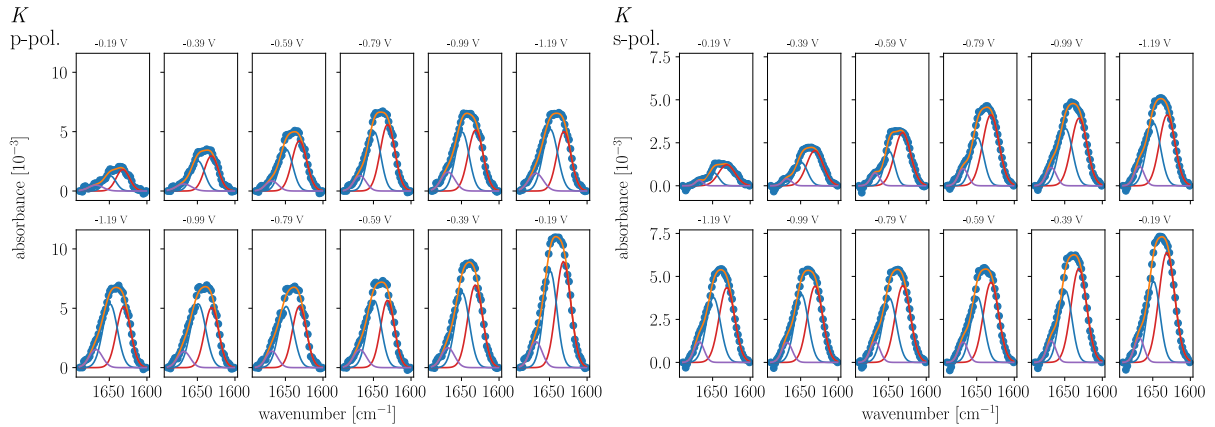 K
p-pol.
-0.19 V -0.39 V -0.59 V -0.79 V -0.99 V -1.19 V
10
5
0
-1.19 V -0.99 V -0.79 V -0.59 V -0.39 V -0.19 V
10
5
0
1650 1600 1650 1600 1650 1600 1650 1600 1650 1600 1650 1600
absorbance [10⁻³]
wavenumber [cm⁻¹]
K
s-pol.
-0.19 V -0.39 V -0.59 V -0.79 V -0.99 V -1.19 V
7.5
5.0
2.5
0.0
-1.19 V -0.99 V -0.79 V -0.59 V -0.39 V -0.19 V
7.5
5.0
2.5
0.0
1650 1600 1650 1600 1650 1600 1650 1600 1650 1600 1650 1600
absorbance [10⁻³]
wavenumber [cm⁻¹]